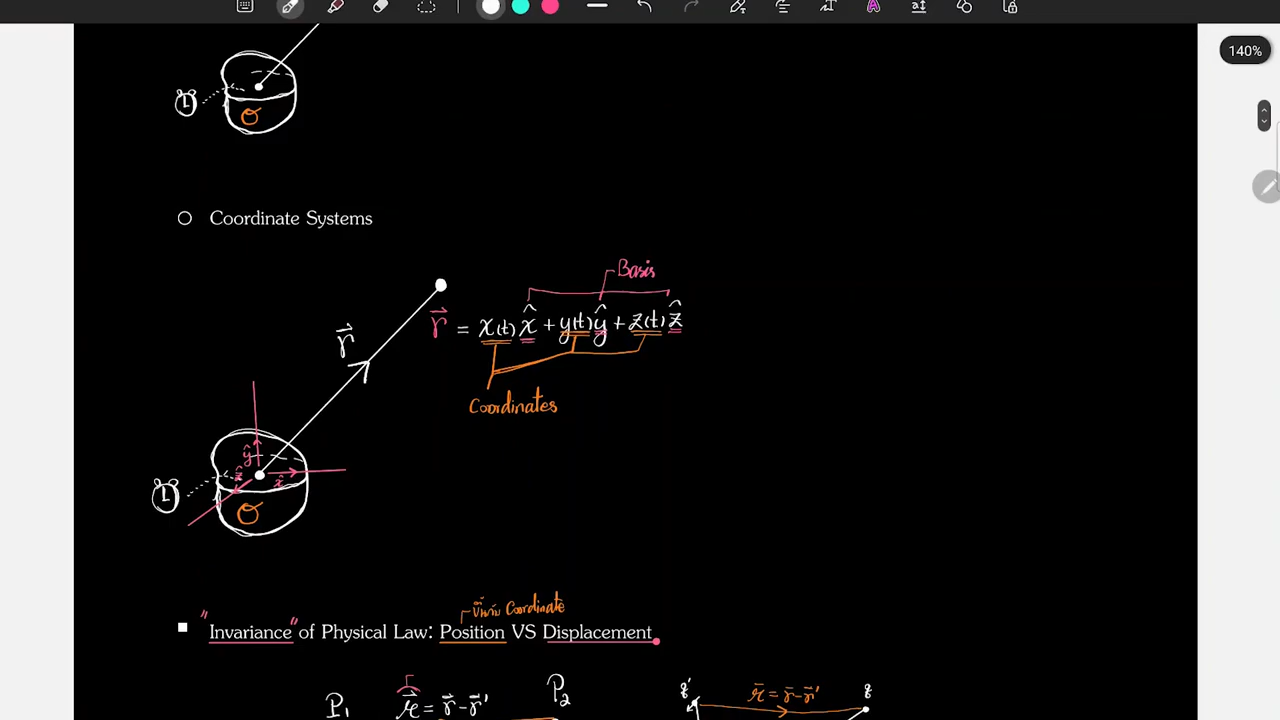 140%
O
Coordinate Systems
Basis
r⃗ = x(t) x̂ + y(t) ŷ + z(t) ẑ
r⃗
Coordinates
ŷ
ẑ x̂
O
Coordinate
"Invariance" of Physical Law: Position VS Displacement
P₁ 𝓇⃗ = r⃗ - r⃗' P₂
q' 𝓇⃗ = r⃗ - r⃗' q